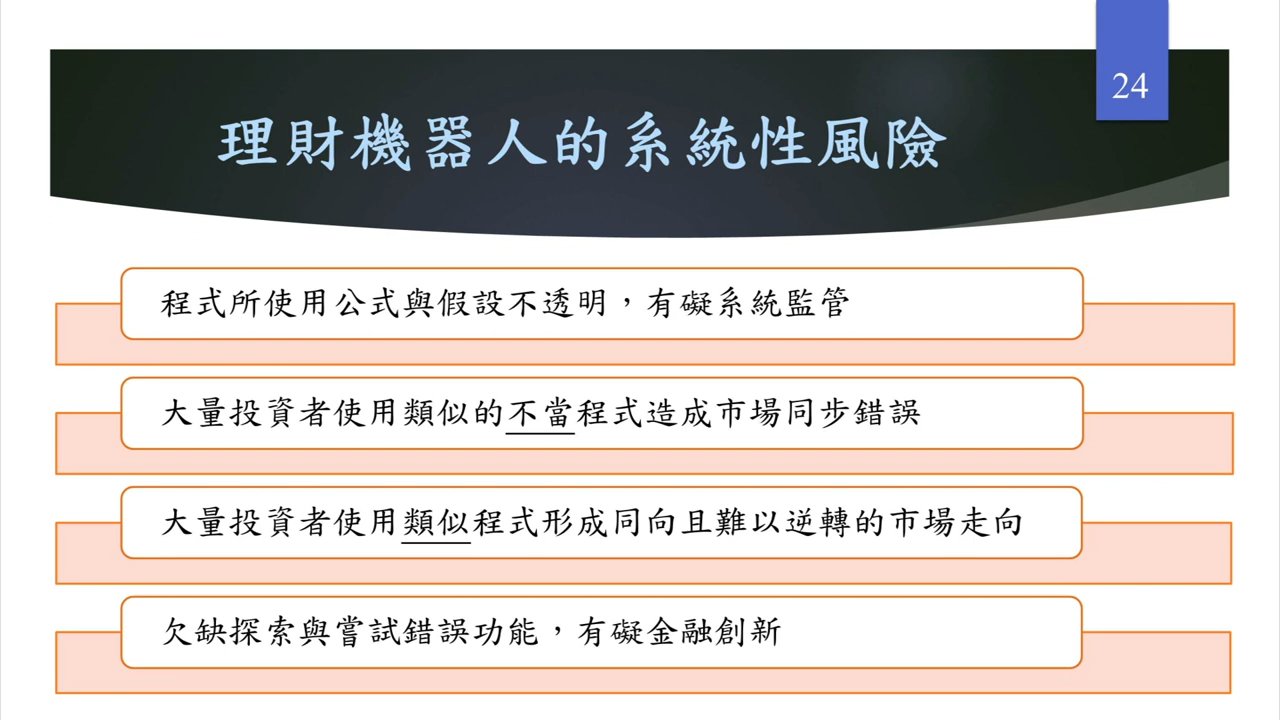 24
理財機器人的系統性風險
程式所使用公式與假設不透明，有礙系統監管
大量投資者使用類似的不當程式造成市場同步錯誤
大量投資者使用類似程式形成同向且難以逆轉的市場走向
欠缺探索與嘗試錯誤功能，有礙金融創新